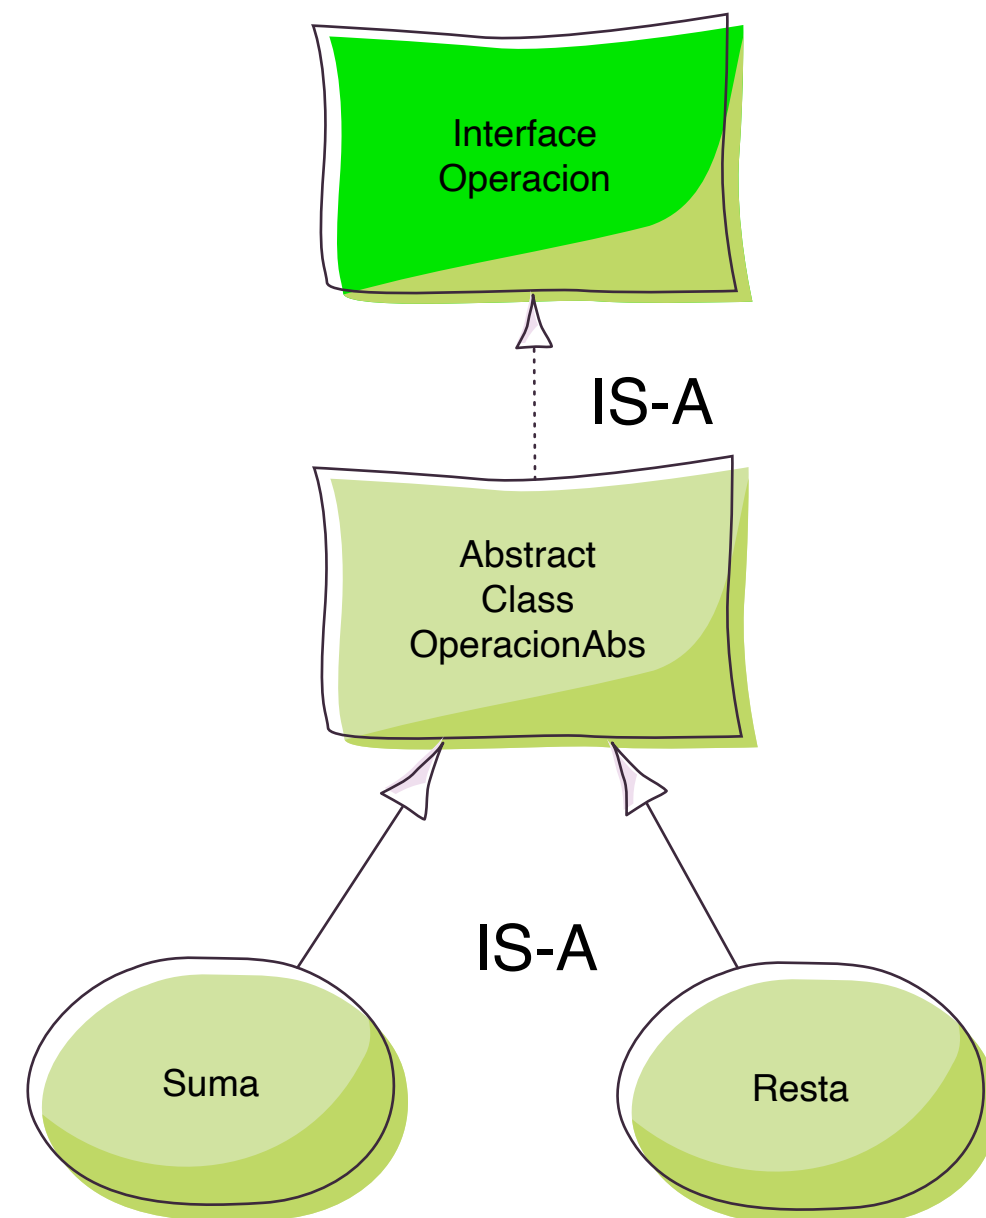 Interface
Operacion
IS-A
Abstract
Class
OperacionAbs
IS-A
Suma
Resta